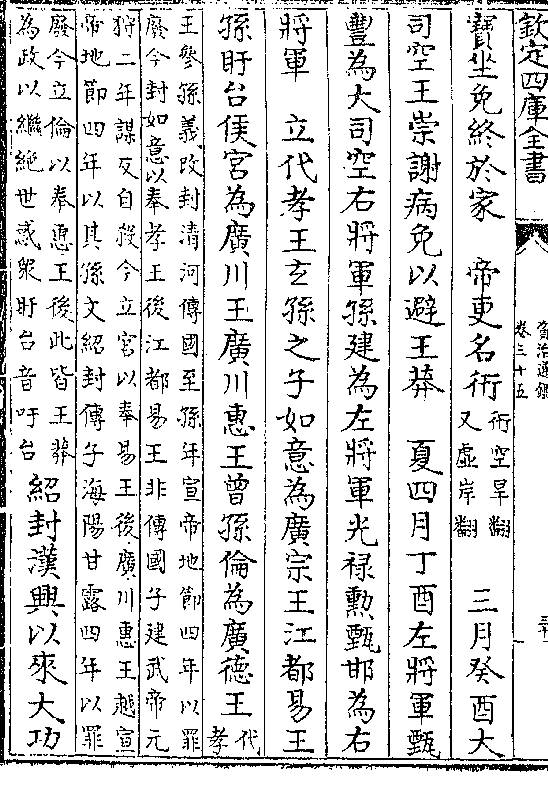 欽定四庫全書
資治通鑑
卷三十五
寶坐免終於家　帝更名衎
衎空旱翻
又虛岸翻
三月癸酉大
司空王崇謝病免以避王莽　夏四月丁酉左將軍甄
豐為大司空右將軍孫建為左將軍光祿勲甄邯為右
將軍　立代孝王玄孫之子如意為廣宗王江都易王
孫盱台侯宮為廣川王廣川惠王曾孫倫為廣德王
代
孝
王參孫義改封清河傳國至孫年宣帝地節四年以罪
廢今封如意以奉孝王後江都易王非傳國子建武帝元
狩二年謀反自殺今立宮以奉易王後廣川惠王越宣
帝地節四年以其孫文紹封傳子海陽甘露四年以罪
廢今立倫以奉惠王後此皆王莽
為政以繼絕世惑衆盱台音吁台
紹封漢興以來大功